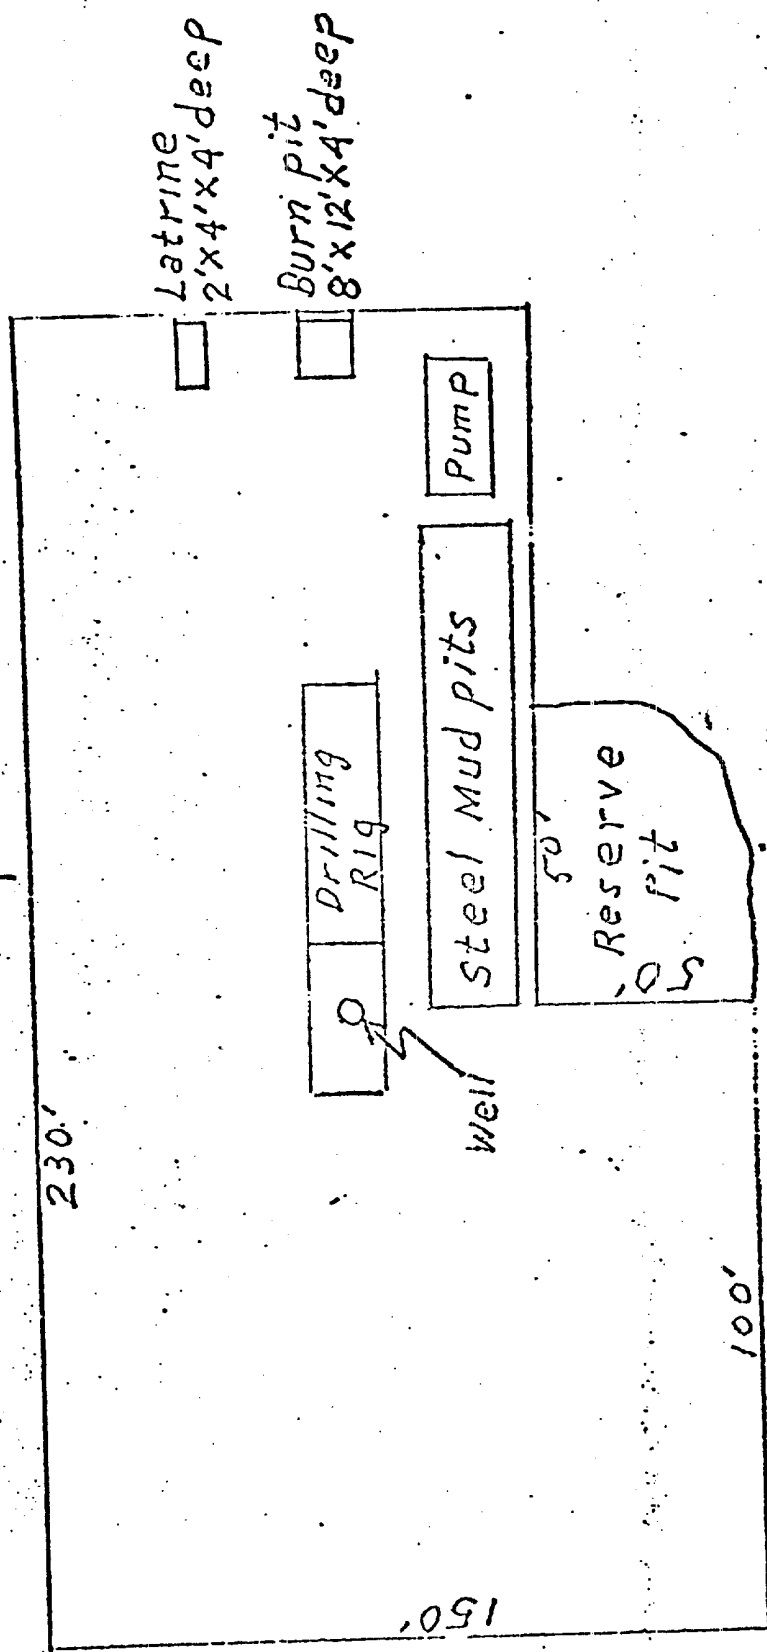 Latrine
2'x4'x4' deep
Burn pit
8'x12'x4' deep
230'
Drilling
Rig
Pump
Steel Mud pits
Well
50'
Reserve
Pit
50'
150'
100'